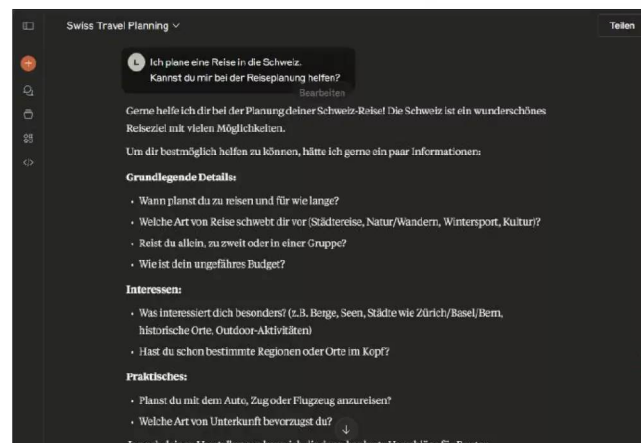 Swiss Travel Planning
Teilen
L
Ich plane eine Reise in die Schweiz.
Kannst du mir bei der Reiseplanung helfen?
Bearbeiten
Gerne helfe ich dir bei der Planung deiner Schweiz-Reise! Die Schweiz ist ein wunderschönes
Reiseziel mit vielen Möglichkeiten.
Um dir bestmöglich helfen zu können, hätte ich gerne ein paar Informationen:
Grundlegende Details:
• Wann planst du zu reisen und für wie lange?
• Welche Art von Reise schwebt dir vor (Städtereise, Natur/Wandern, Wintersport, Kultur)?
• Reist du allein, zu zweit oder in einer Gruppe?
• Wie ist dein ungefähres Budget?
Interessen:
• Was interessiert dich besonders? (z.B. Berge, Seen, Städte wie Zürich/Basel/Bern,
historische Orte, Outdoor-Aktivitäten)
• Hast du schon bestimmte Regionen oder Orte im Kopf?
Praktisches:
• Planst du mit dem Auto, Zug oder Flugzeug anzureisen?
• Welche Art von Unterkunft bevorzugst du?